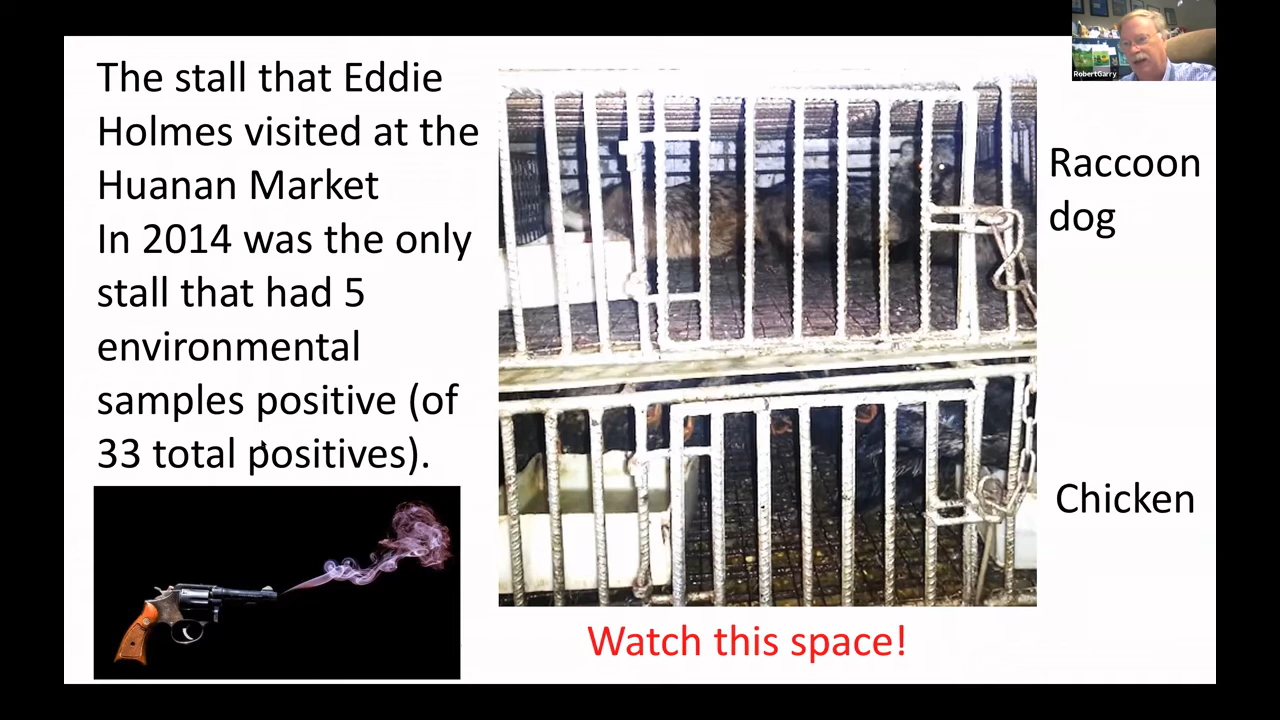 The stall that Eddie
Holmes visited at the
Huanan Market
In 2014 was the only
stall that had 5
environmental
samples positive (of
33 total positives).
Raccoon
dog
Chicken
Watch this space!
RobertGarry